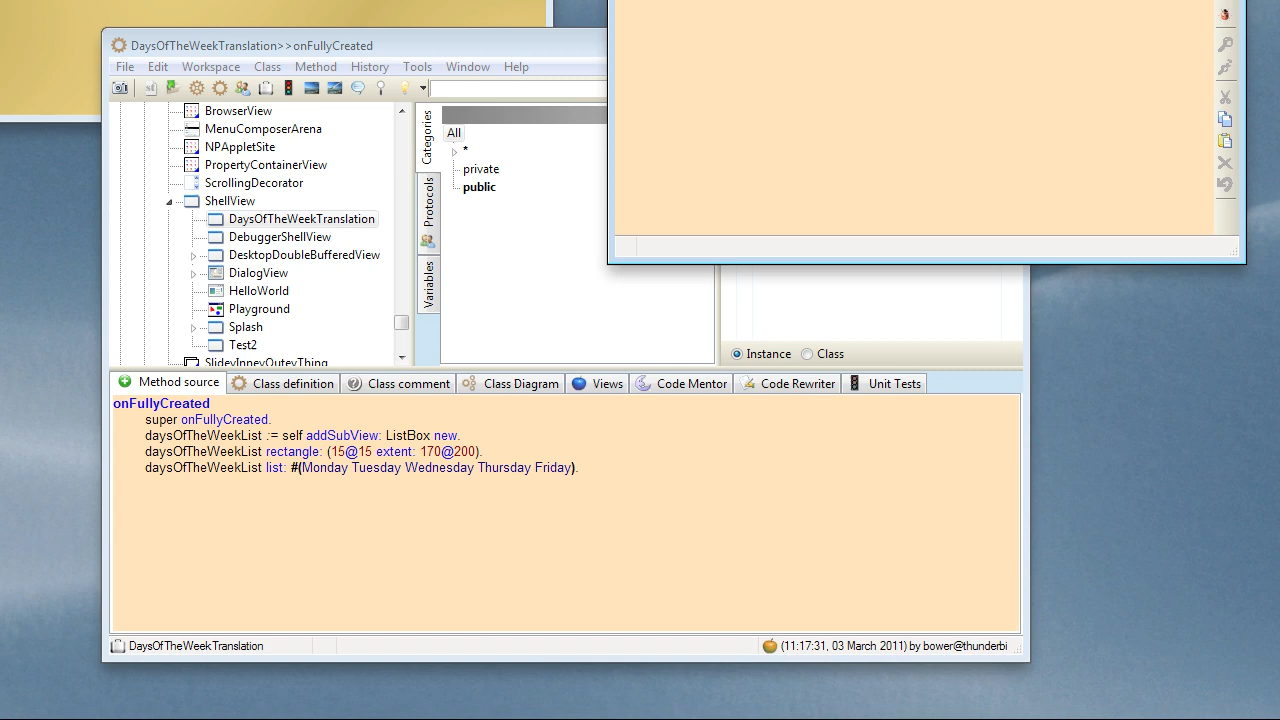 DaysOfTheWeekTranslation>>onFullyCreated
File Edit Workspace Class Method History Tools Window Help
BrowserView
MenuComposerArena
NPAppletSite
PropertyContainerView
ScrollingDecorator
ShellView
DaysOfTheWeekTranslation
DebuggerShellView
DesktopDoubleBufferedView
DialogView
HelloWorld
Playground
Splash
Test2
SlideyInneyOuteyThing
Categories
Protocols
Variables
All
*
private
public
Instance Class
Method source Class definition Class comment Class Diagram Views Code Mentor Code Rewriter Unit Tests
onFullyCreated
super onFullyCreated.
daysOfTheWeekList := self addSubView: ListBox new.
daysOfTheWeekList rectangle: (15@15 extent: 170@200).
daysOfTheWeekList list: #(Monday Tuesday Wednesday Thursday Friday).
DaysOfTheWeekTranslation
(11:17:31, 03 March 2011) by bower@thunderbi